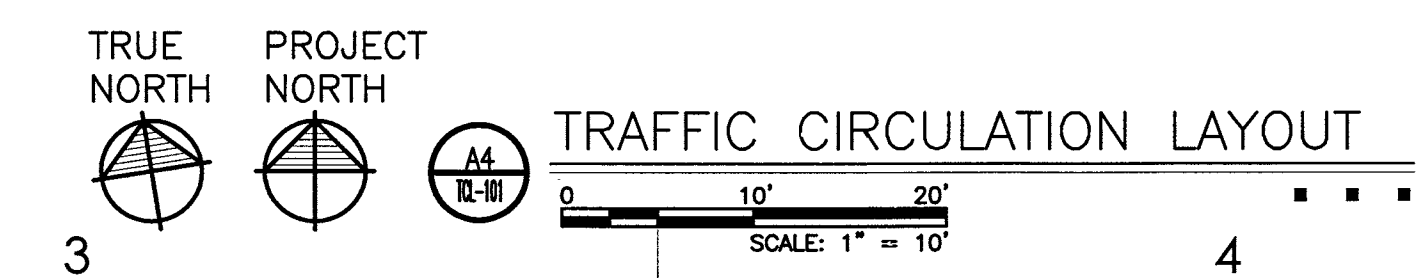 TRUE
NORTH
PROJECT
NORTH
A4
TCL-101
TRAFFIC CIRCULATION LAYOUT
0 10' 20'
SCALE: 1" = 10'
3 4